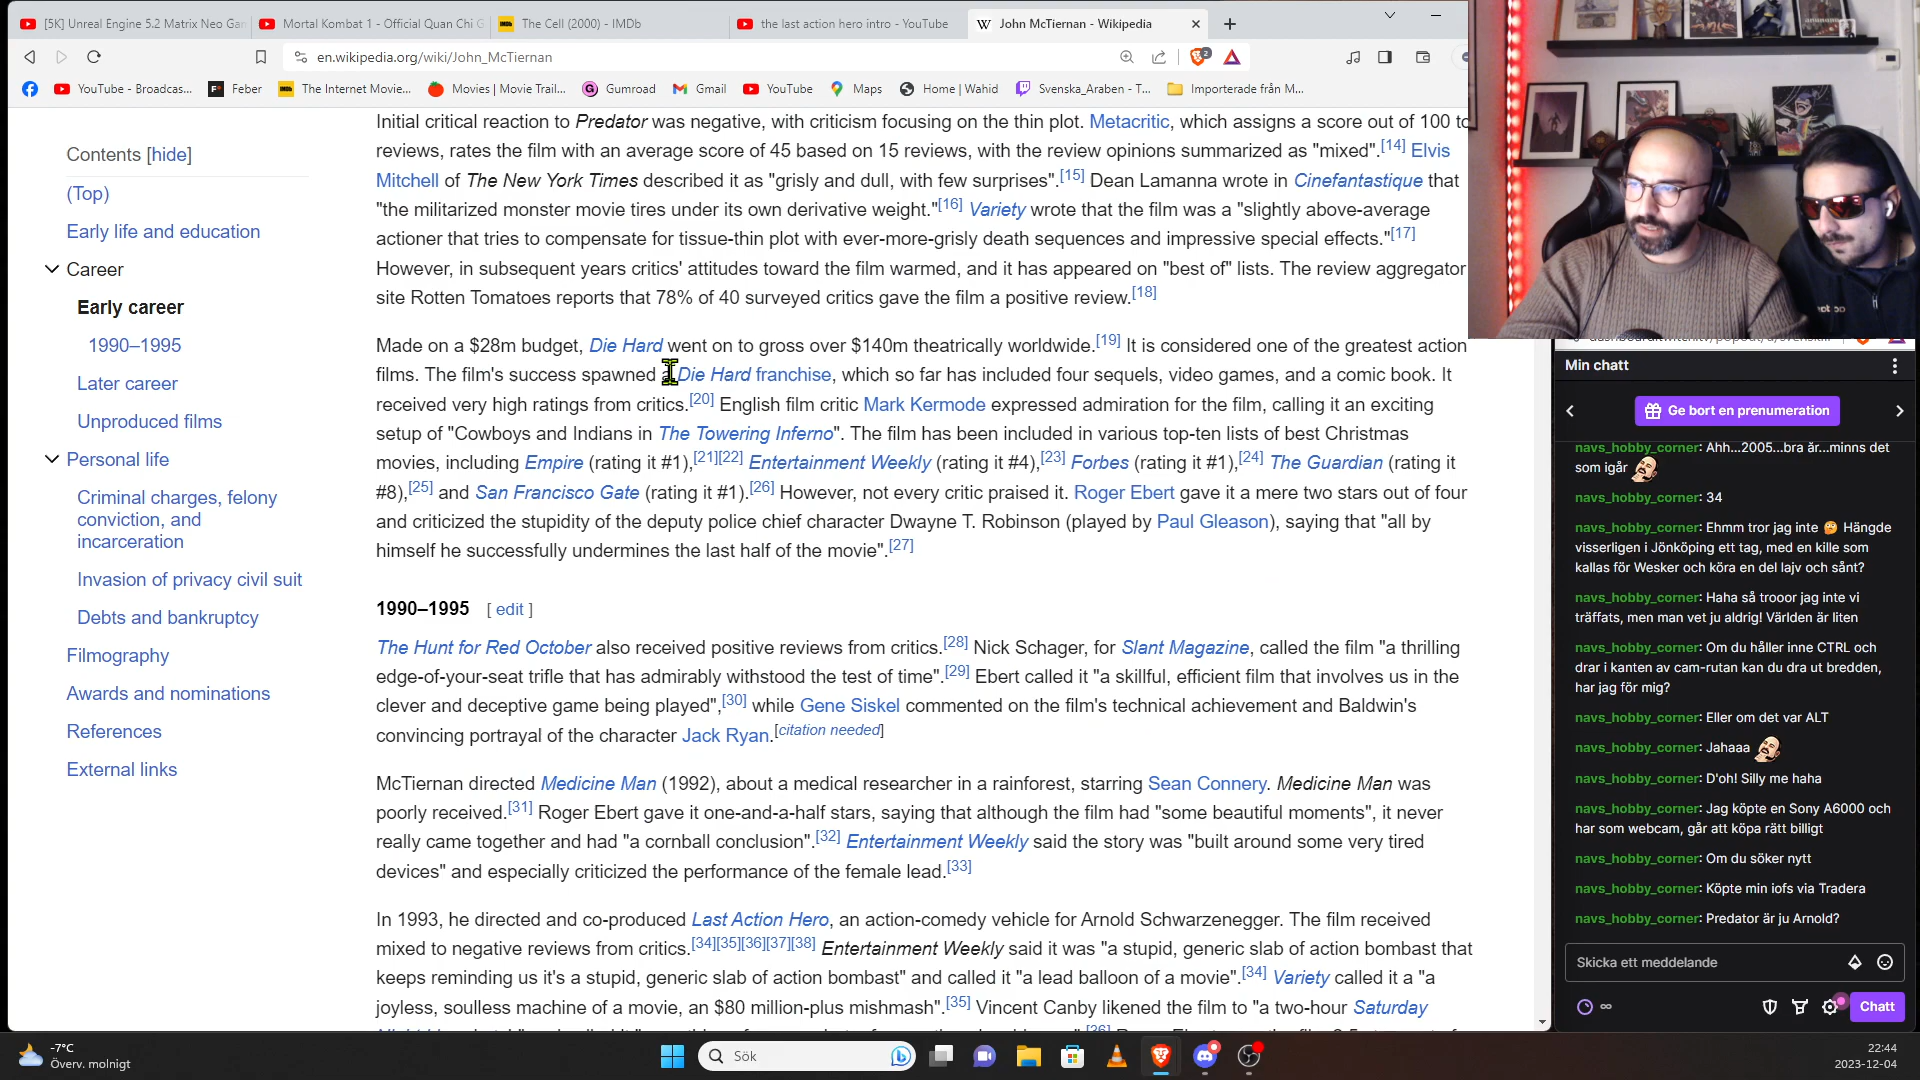 [5K] Unreal Engine 5.2 Matrix Neo Gam
Mortal Kombat 1 - Official Quan Chi G
The Cell (2000) - IMDb
the last action hero intro - YouTube
John McTiernan - Wikipedia
en.wikipedia.org/wiki/John_McTiernan
YouTube - Broadcas...
Feber
The Internet Movie...
Movies | Movie Trail...
Gumroad
Gmail
YouTube
Maps
Home | Wahid
Svenska_Araben - T...
Importerade från M...
Contents [hide]
(Top)
Early life and education
Career
Early career
1990–1995
Later career
Unproduced films
Personal life
Criminal charges, felony
conviction, and
incarceration
Invasion of privacy civil suit
Debts and bankruptcy
Filmography
Awards and nominations
References
External links
Initial critical reaction to Predator was negative, with criticism focusing on the thin plot. Metacritic, which assigns a score out of 100 to
reviews, rates the film with an average score of 45 based on 15 reviews, with the review opinions summarized as "mixed".[14] Elvis
Mitchell of The New York Times described it as "grisly and dull, with few surprises".[15] Dean Lamanna wrote in Cinefantastique that
"the militarized monster movie tires under its own derivative weight."[16] Variety wrote that the film was a "slightly above-average
actioner that tries to compensate for tissue-thin plot with ever-more-grisly death sequences and impressive special effects."[17]
However, in subsequent years critics' attitudes toward the film warmed, and it has appeared on "best of" lists. The review aggregator
site Rotten Tomatoes reports that 78% of 40 surveyed critics gave the film a positive review.[18]
Made on a $28m budget, Die Hard went on to gross over $140m theatrically worldwide.[19] It is considered one of the greatest action
films. The film's success spawned a Die Hard franchise, which so far has included four sequels, video games, and a comic book. It
received very high ratings from critics.[20] English film critic Mark Kermode expressed admiration for the film, calling it an exciting
setup of "Cowboys and Indians in The Towering Inferno". The film has been included in various top-ten lists of best Christmas
movies, including Empire (rating it #1),[21][22] Entertainment Weekly (rating it #4),[23] Forbes (rating it #1),[24] The Guardian (rating it
#8),[25] and San Francisco Gate (rating it #1).[26] However, not every critic praised it. Roger Ebert gave it a mere two stars out of four
and criticized the stupidity of the deputy police chief character Dwayne T. Robinson (played by Paul Gleason), saying that "all by
himself he successfully undermines the last half of the movie".[27]
1990–1995 [ edit ]
The Hunt for Red October also received positive reviews from critics.[28] Nick Schager, for Slant Magazine, called the film "a thrilling
edge-of-your-seat trifle that has admirably withstood the test of time".[29] Ebert called it "a skillful, efficient film that involves us in the
clever and deceptive game being played",[30] while Gene Siskel commented on the film's technical achievement and Baldwin's
convincing portrayal of the character Jack Ryan.[citation needed]
McTiernan directed Medicine Man (1992), about a medical researcher in a rainforest, starring Sean Connery. Medicine Man was
poorly received.[31] Roger Ebert gave it one-and-a-half stars, saying that although the film had "some beautiful moments", it never
really came together and had "a cornball conclusion".[32] Entertainment Weekly said the story was "built around some very tired
devices" and especially criticized the performance of the female lead.[33]
In 1993, he directed and co-produced Last Action Hero, an action-comedy vehicle for Arnold Schwarzenegger. The film received
mixed to negative reviews from critics.[34][35][36][37][38] Entertainment Weekly said it was "a stupid, generic slab of action bombast that
keeps reminding us it's a stupid, generic slab of action bombast" and called it "a lead balloon of a movie".[34] Variety called it a "a
joyless, soulless machine of a movie, an $80 million-plus mishmash".[35] Vincent Canby likened the film to "a two-hour Saturday
Min chatt
Ge bort en prenumeration
navs_hobby_corner: Ahh...2005...bra år...minns det
som igår
navs_hobby_corner: 34
navs_hobby_corner: Ehmm tror jag inte 🤔 Hängde
visserligen i Jönköping ett tag, med en kille som
kallas för Wesker och köra en del lajv och sånt?
navs_hobby_corner: Haha så trooor jag inte vi
träffats, men man vet ju aldrig! Världen är liten
navs_hobby_corner: Om du håller inne CTRL och
drar i kanten av cam-rutan kan du dra ut bredden,
har jag för mig?
navs_hobby_corner: Eller om det var ALT
navs_hobby_corner: Jahaaa
navs_hobby_corner: D'oh! Silly me haha
navs_hobby_corner: Jag köpte en Sony A6000 och
har som webcam, går att köpa rätt billigt
navs_hobby_corner: Om du söker nytt
navs_hobby_corner: Köpte min iofs via Tradera
navs_hobby_corner: Predator är ju Arnold?
Skicka ett meddelande
Chatt
-7°C
Överv. molnigt
Sök
22:44
2023-12-04